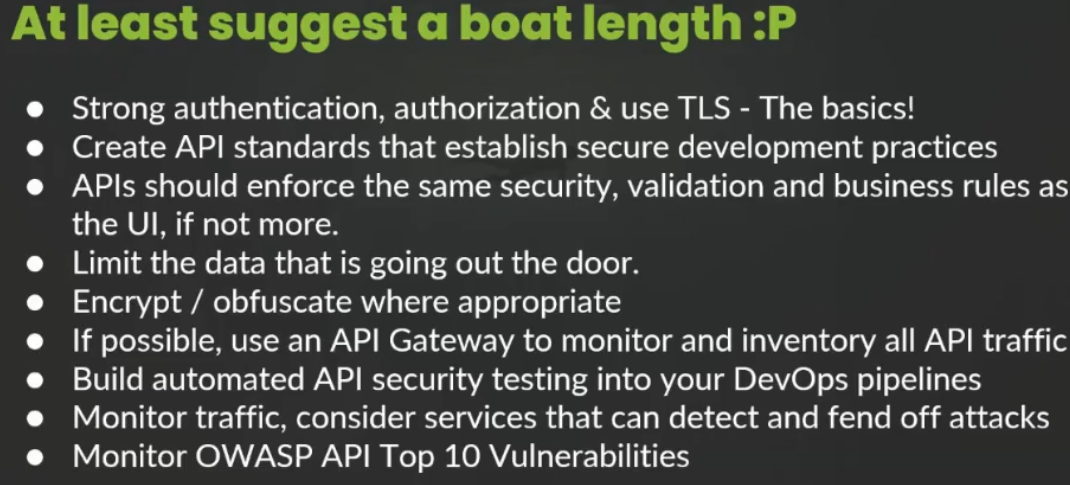 At least suggest a boat length :P
● Strong authentication, authorization & use TLS - The basics!
● Create API standards that establish secure development practices
● APIs should enforce the same security, validation and business rules as
the UI, if not more.
● Limit the data that is going out the door.
● Encrypt / obfuscate where appropriate
● If possible, use an API Gateway to monitor and inventory all API traffic
● Build automated API security testing into your DevOps pipelines
● Monitor traffic, consider services that can detect and fend off attacks
● Monitor OWASP API Top 10 Vulnerabilities